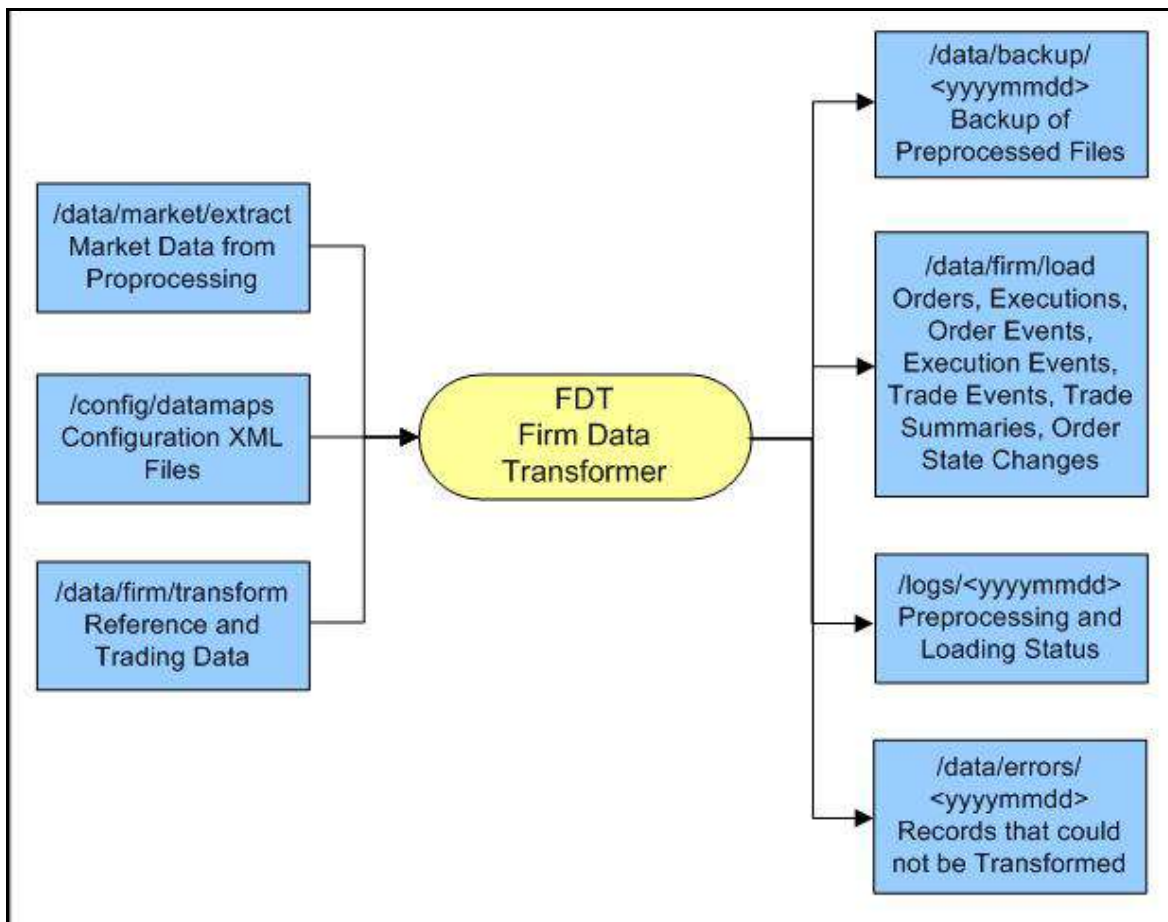 /data/market/extract
Market Data from
Proprocessing
/config/datamaps
Configuration XML
Files
/data/firm/transform
Reference and
Trading Data
FDT
Firm Data
Transformer
/data/backup/
<yyyymmdd>
Backup of
Preprocessed Files
/data/firm/load
Orders, Executions,
Order Events,
Execution Events,
Trade Events, Trade
Summaries, Order
State Changes
/logs/<yyyymmdd>
Preprocessing and
Loading Status
/data/errors/
<yyyymmdd>
Records that could
not be Transformed